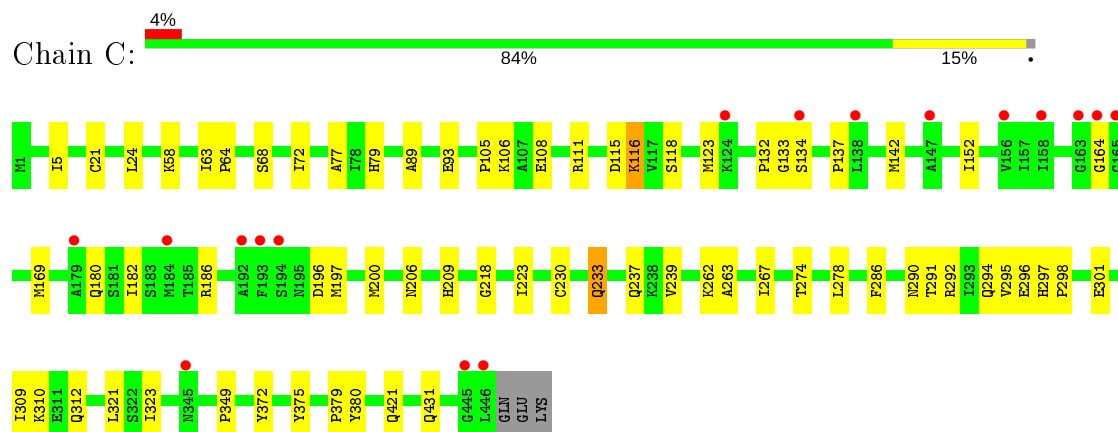 4%
Chain C:
84% 15% •
M1 I5 C21 L24 K58 I63 P64 S68 I72 A77 I78 H79 A89 E93 P105 K106 A107 E108 R111 D115 K116 V117 S118 M123 K124 P132 G133 S134 P137 L138 M142 A147 I152 V156 I157 I158 G163 G164 G165
M169 A179 Q180 S181 I182 S183 M184 T185 R186 A192 F193 S194 N195 D196 M197 M200 N206 H209 G218 I223 C230 Q233 Q237 K238 V239 K262 A263 I267 T274 L278 F286 N290 T291 R292 I293 Q294 V295 E296 H297 P298 E301
I309 K310 E311 Q312 L321 S322 I323 N345 P349 Y372 Y375 P379 Y380 Q421 Q431 G445 L446 GLN GLU LYS